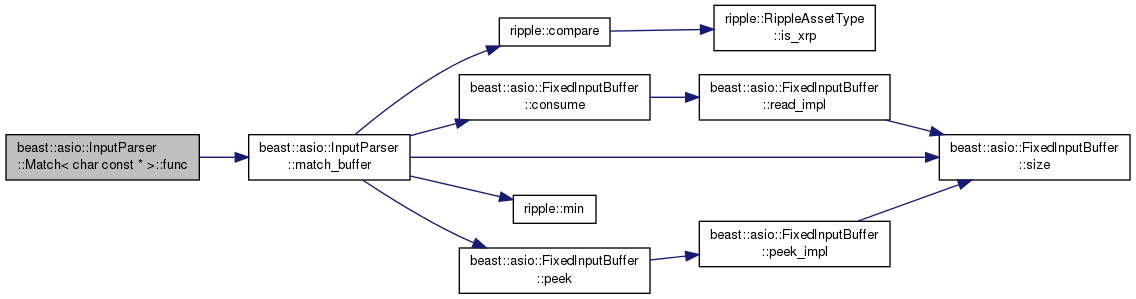 beast::asio::InputParser
::Match< char const * >::func
beast::asio::InputParser
::match_buffer
ripple::compare
ripple::RippleAssetType
::is_xrp
beast::asio::FixedInputBuffer
::consume
beast::asio::FixedInputBuffer
::read_impl
beast::asio::FixedInputBuffer
::size
ripple::min
beast::asio::FixedInputBuffer
::peek
beast::asio::FixedInputBuffer
::peek_impl